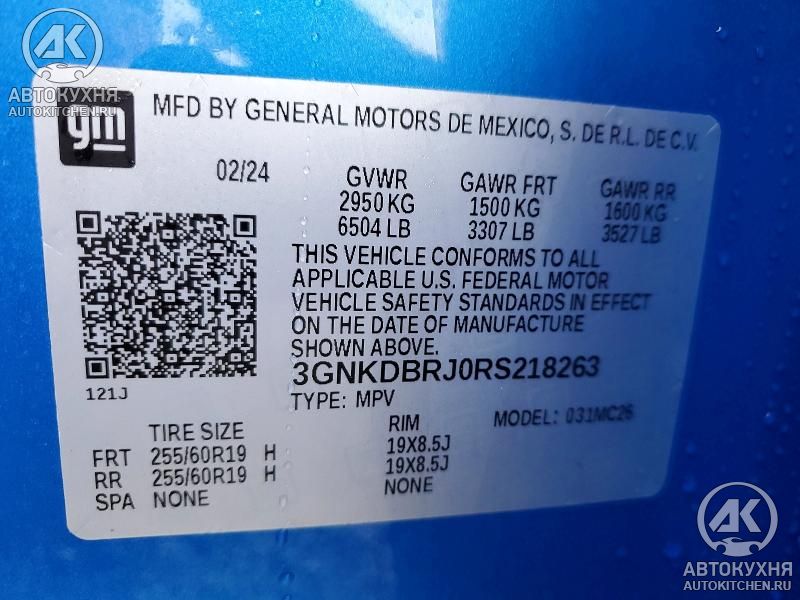 АК
АВТОКУХНЯ
AUTOKITCHEN.RU
gm
MFD BY GENERAL MOTORS DE MEXICO, S. DE R.L. DE C.V.
02/24
GVWR GAWR FRT GAWR RR
2950 KG 1500 KG 1600 KG
6504 LB 3307 LB 3527 LB
THIS VEHICLE CONFORMS TO ALL
APPLICABLE U.S. FEDERAL MOTOR
VEHICLE SAFETY STANDARDS IN EFFECT
ON THE DATE OF MANUFACTURE
SHOWN ABOVE.
3GNKDBRJ0RS218263
121J
TYPE: MPV MODEL: 031MC26
TIRE SIZE RIM
FRT 255/60R19 H 19X8.5J
RR 255/60R19 H 19X8.5J
SPA NONE NONE
АК
АВТОКУХНЯ
AUTOKITCHEN.RU